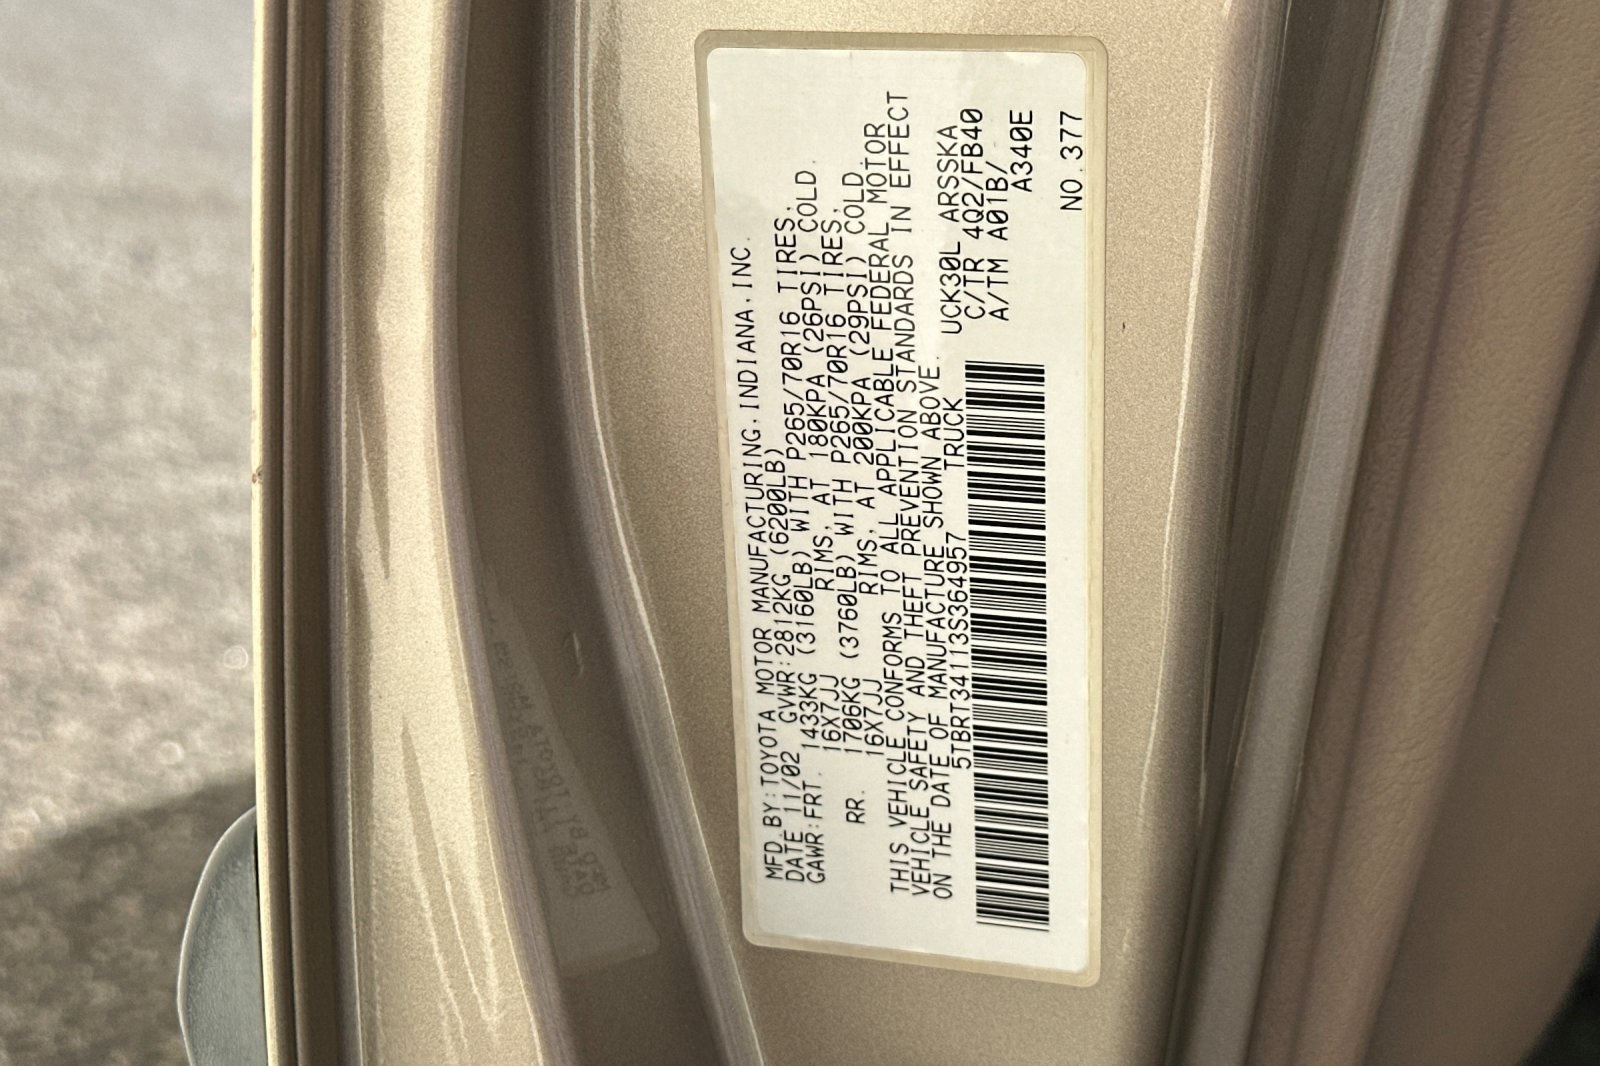 MFD.BY:TOYOTA MOTOR MANUFACTURING,INDIANA,INC.
DATE 11/02 GVWR:2812KG(6200LB)
GAWR:FRT. 1433KG (3160LB) WITH P265/70R16 TIRES,
16X7JJ RIMS, AT 180KPA (26PSI) COLD.
RR. 1706KG (3760LB) WITH P265/70R16 TIRES,
16X7JJ RIMS, AT 200KPA (29PSI) COLD.
THIS VEHICLE CONFORMS TO ALL APPLICABLE FEDERAL MOTOR
VEHICLE SAFETY AND THEFT PREVENTION STANDARDS IN EFFECT
ON THE DATE OF MANUFACTURE SHOWN ABOVE.
5TBRT34113S364957 TRUCK
UCK30L ARSSKA
C/TR 4Q2/FB40
A/TM A01B/
A340E
NO.377